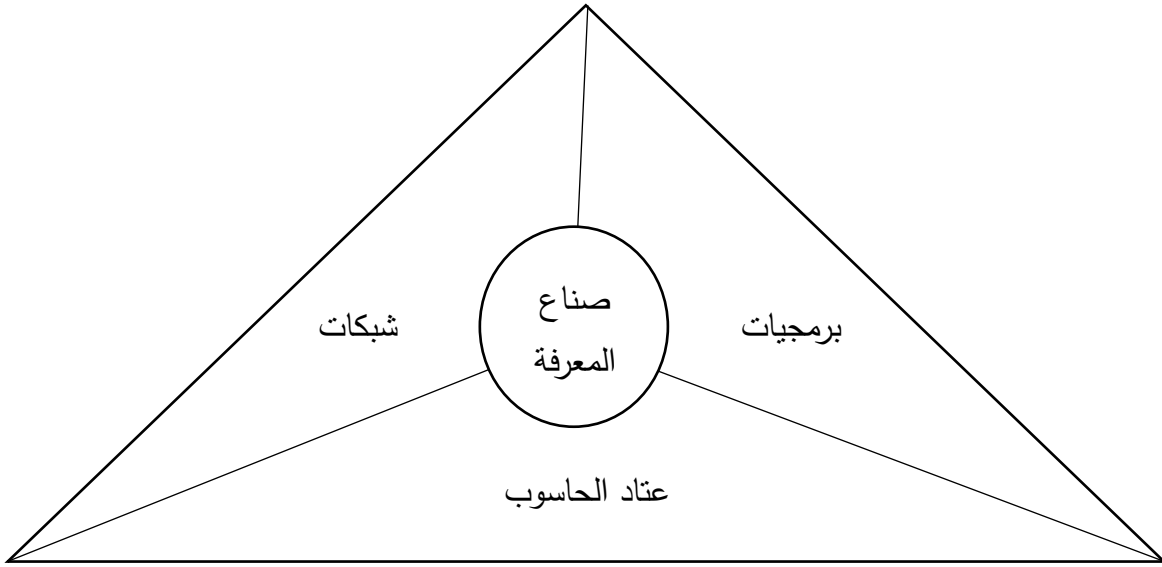 صناع
المعرفة
برمجيات
شبكات
عتاد الحاسوب